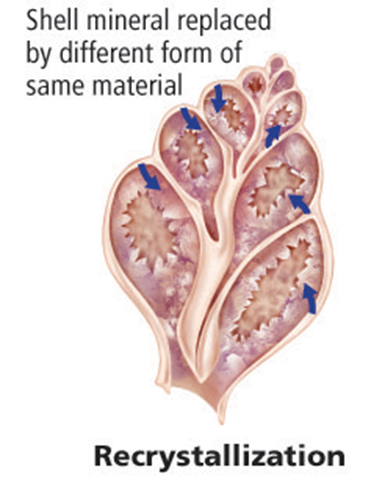 Shell mineral replaced
by different form of
same material
Recrystallization